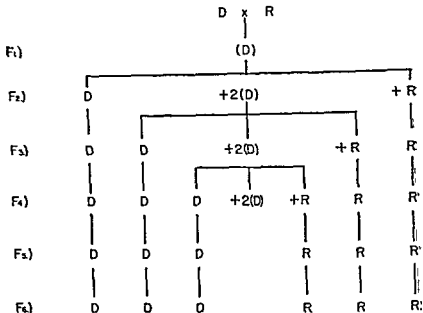 D x R
F1) (D)
F2) D +2(D) +R
F3) D D +2(D) +R R'
F4) D D D +2(D) +R R R'
F5) D D D R R R'
F6) D D D R R R'